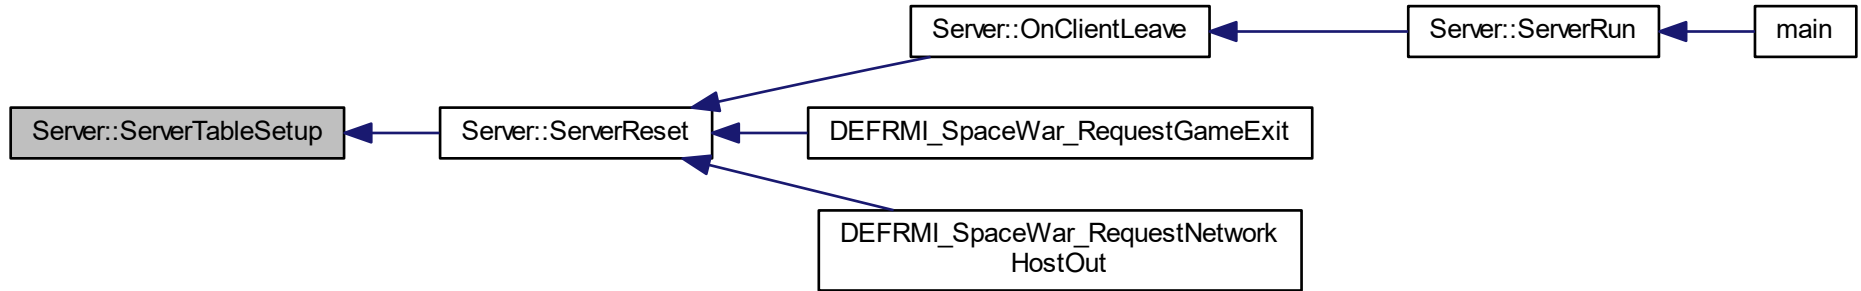 Server::OnClientLeave
Server::ServerRun
main
Server::ServerTableSetup
Server::ServerReset
DEFRMI_SpaceWar_RequestGameExit
DEFRMI_SpaceWar_RequestNetwork
HostOut